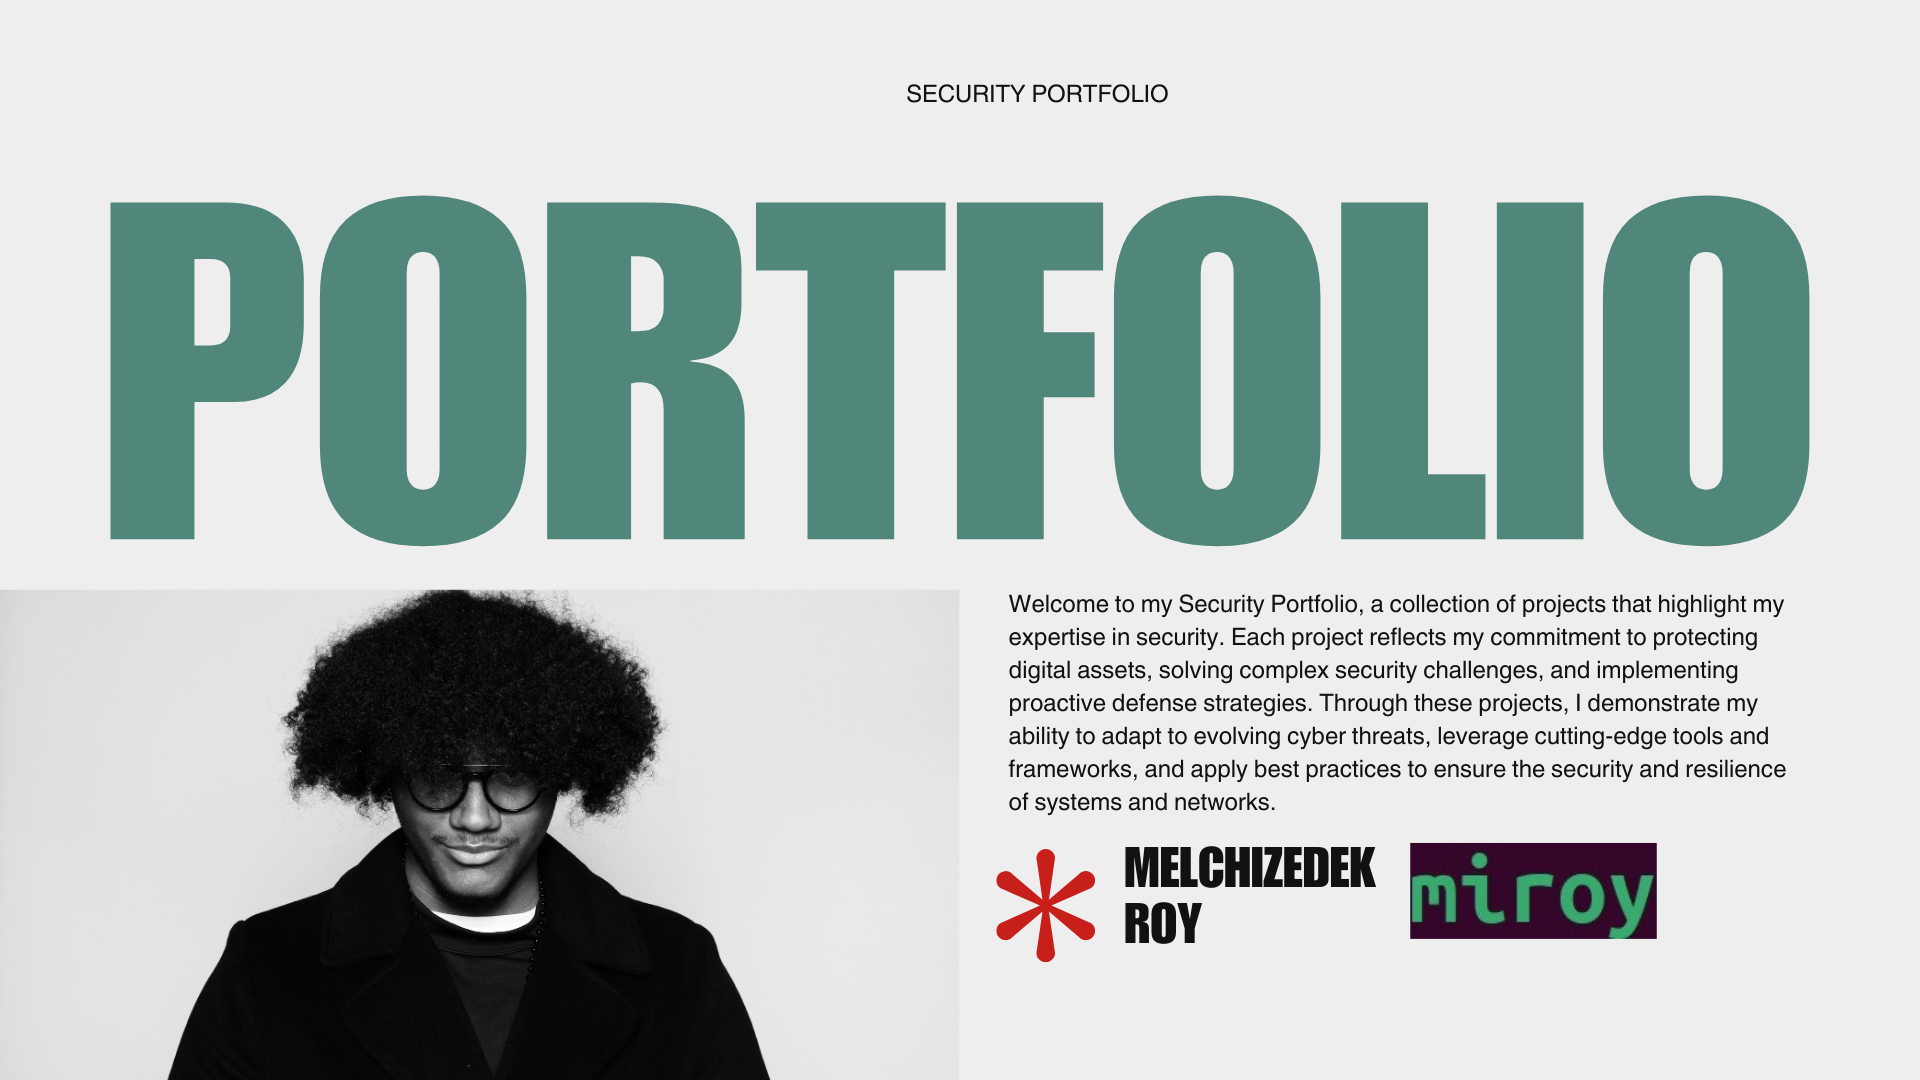 SECURITY PORTFOLIO
PORTFOLIO
Welcome to my Security Portfolio, a collection of projects that highlight my
expertise in security. Each project reflects my commitment to protecting
digital assets, solving complex security challenges, and implementing
proactive defense strategies. Through these projects, I demonstrate my
ability to adapt to evolving cyber threats, leverage cutting-edge tools and
frameworks, and apply best practices to ensure the security and resilience
of systems and networks.
MELCHIZEDEK
ROY
miroy